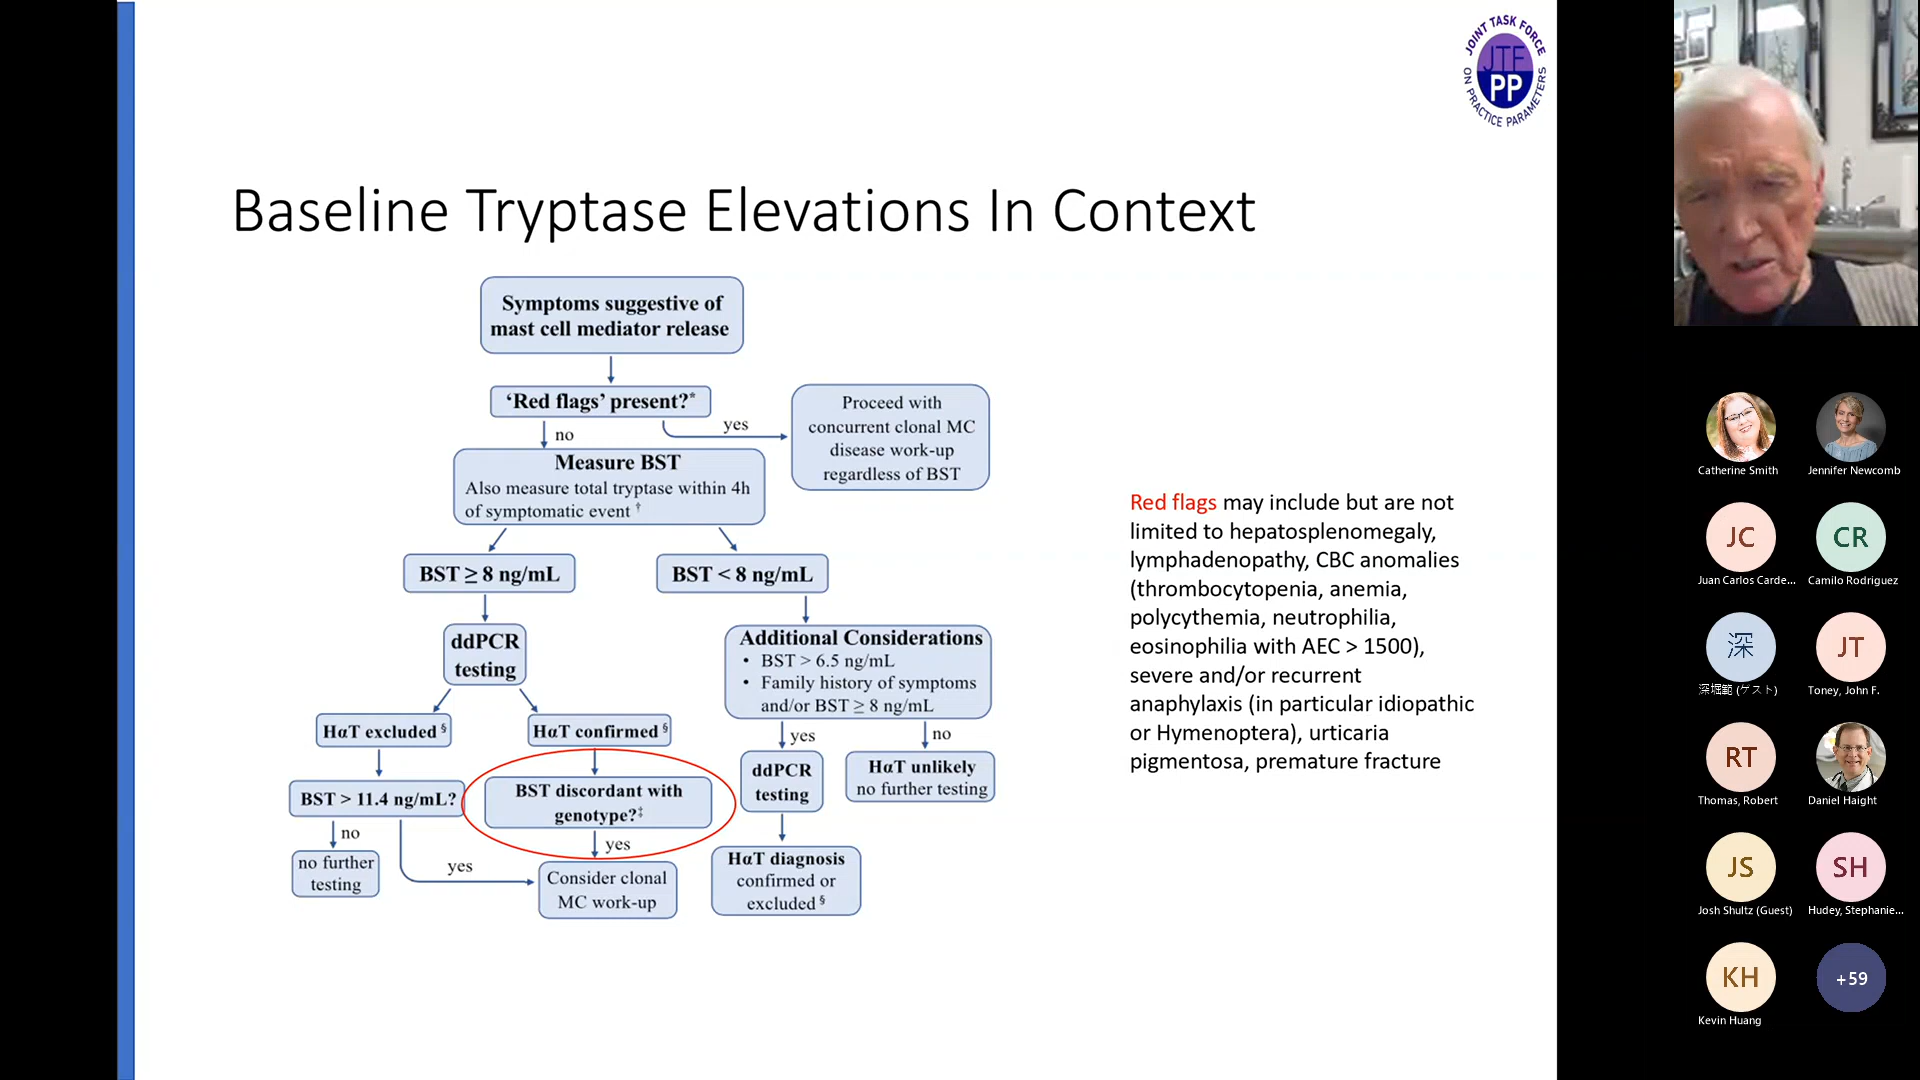 JOINT TASK FORCE
JTF
PP
ON PRACTICE PARAMETERS
Baseline Tryptase Elevations In Context
Symptoms suggestive of
mast cell mediator release
‘Red flags’ present?*
yes
no
Proceed with
concurrent clonal MC
disease work-up
regardless of BST
Measure BST
Also measure total tryptase within 4h
of symptomatic event †
BST ≥ 8 ng/mL
BST < 8 ng/mL
ddPCR
testing
Additional Considerations
• BST > 6.5 ng/mL
• Family history of symptoms
and/or BST ≥ 8 ng/mL
HαT excluded §
HαT confirmed §
yes
no
BST > 11.4 ng/mL?
BST discordant with
genotype?‡
ddPCR
testing
HαT unlikely
no further testing
no
yes
yes
no further
testing
Consider clonal
MC work-up
HαT diagnosis
confirmed or
excluded §
Red flags may include but are not
limited to hepatosplenomegaly,
lymphadenopathy, CBC anomalies
(thrombocytopenia, anemia,
polycythemia, neutrophilia,
eosinophilia with AEC > 1500),
severe and/or recurrent
anaphylaxis (in particular idiopathic
or Hymenoptera), urticaria
pigmentosa, premature fracture
Catherine Smith
Jennifer Newcomb
JC
CR
Juan Carlos Carde...
Camilo Rodriguez
深
JT
深堀範 (ゲスト)
Toney, John F.
RT
Thomas, Robert
Daniel Haight
JS
SH
Josh Shultz (Guest)
Hudey, Stephanie...
KH
+59
Kevin Huang